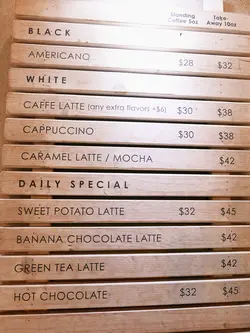 Standing Take-
Coffee 5oz Away 10oz
BLACK
AMERICANO $28 $32
WHITE
CAFFE LATTE (any extra flavors +$6) $30 $38
CAPPUCCINO $30 $38
CARAMEL LATTE / MOCHA $42
DAILY SPECIAL
SWEET POTATO LATTE $32 $45
BANANA CHOCOLATE LATTE $42
GREEN TEA LATTE $42
HOT CHOCOLATE $32 $45